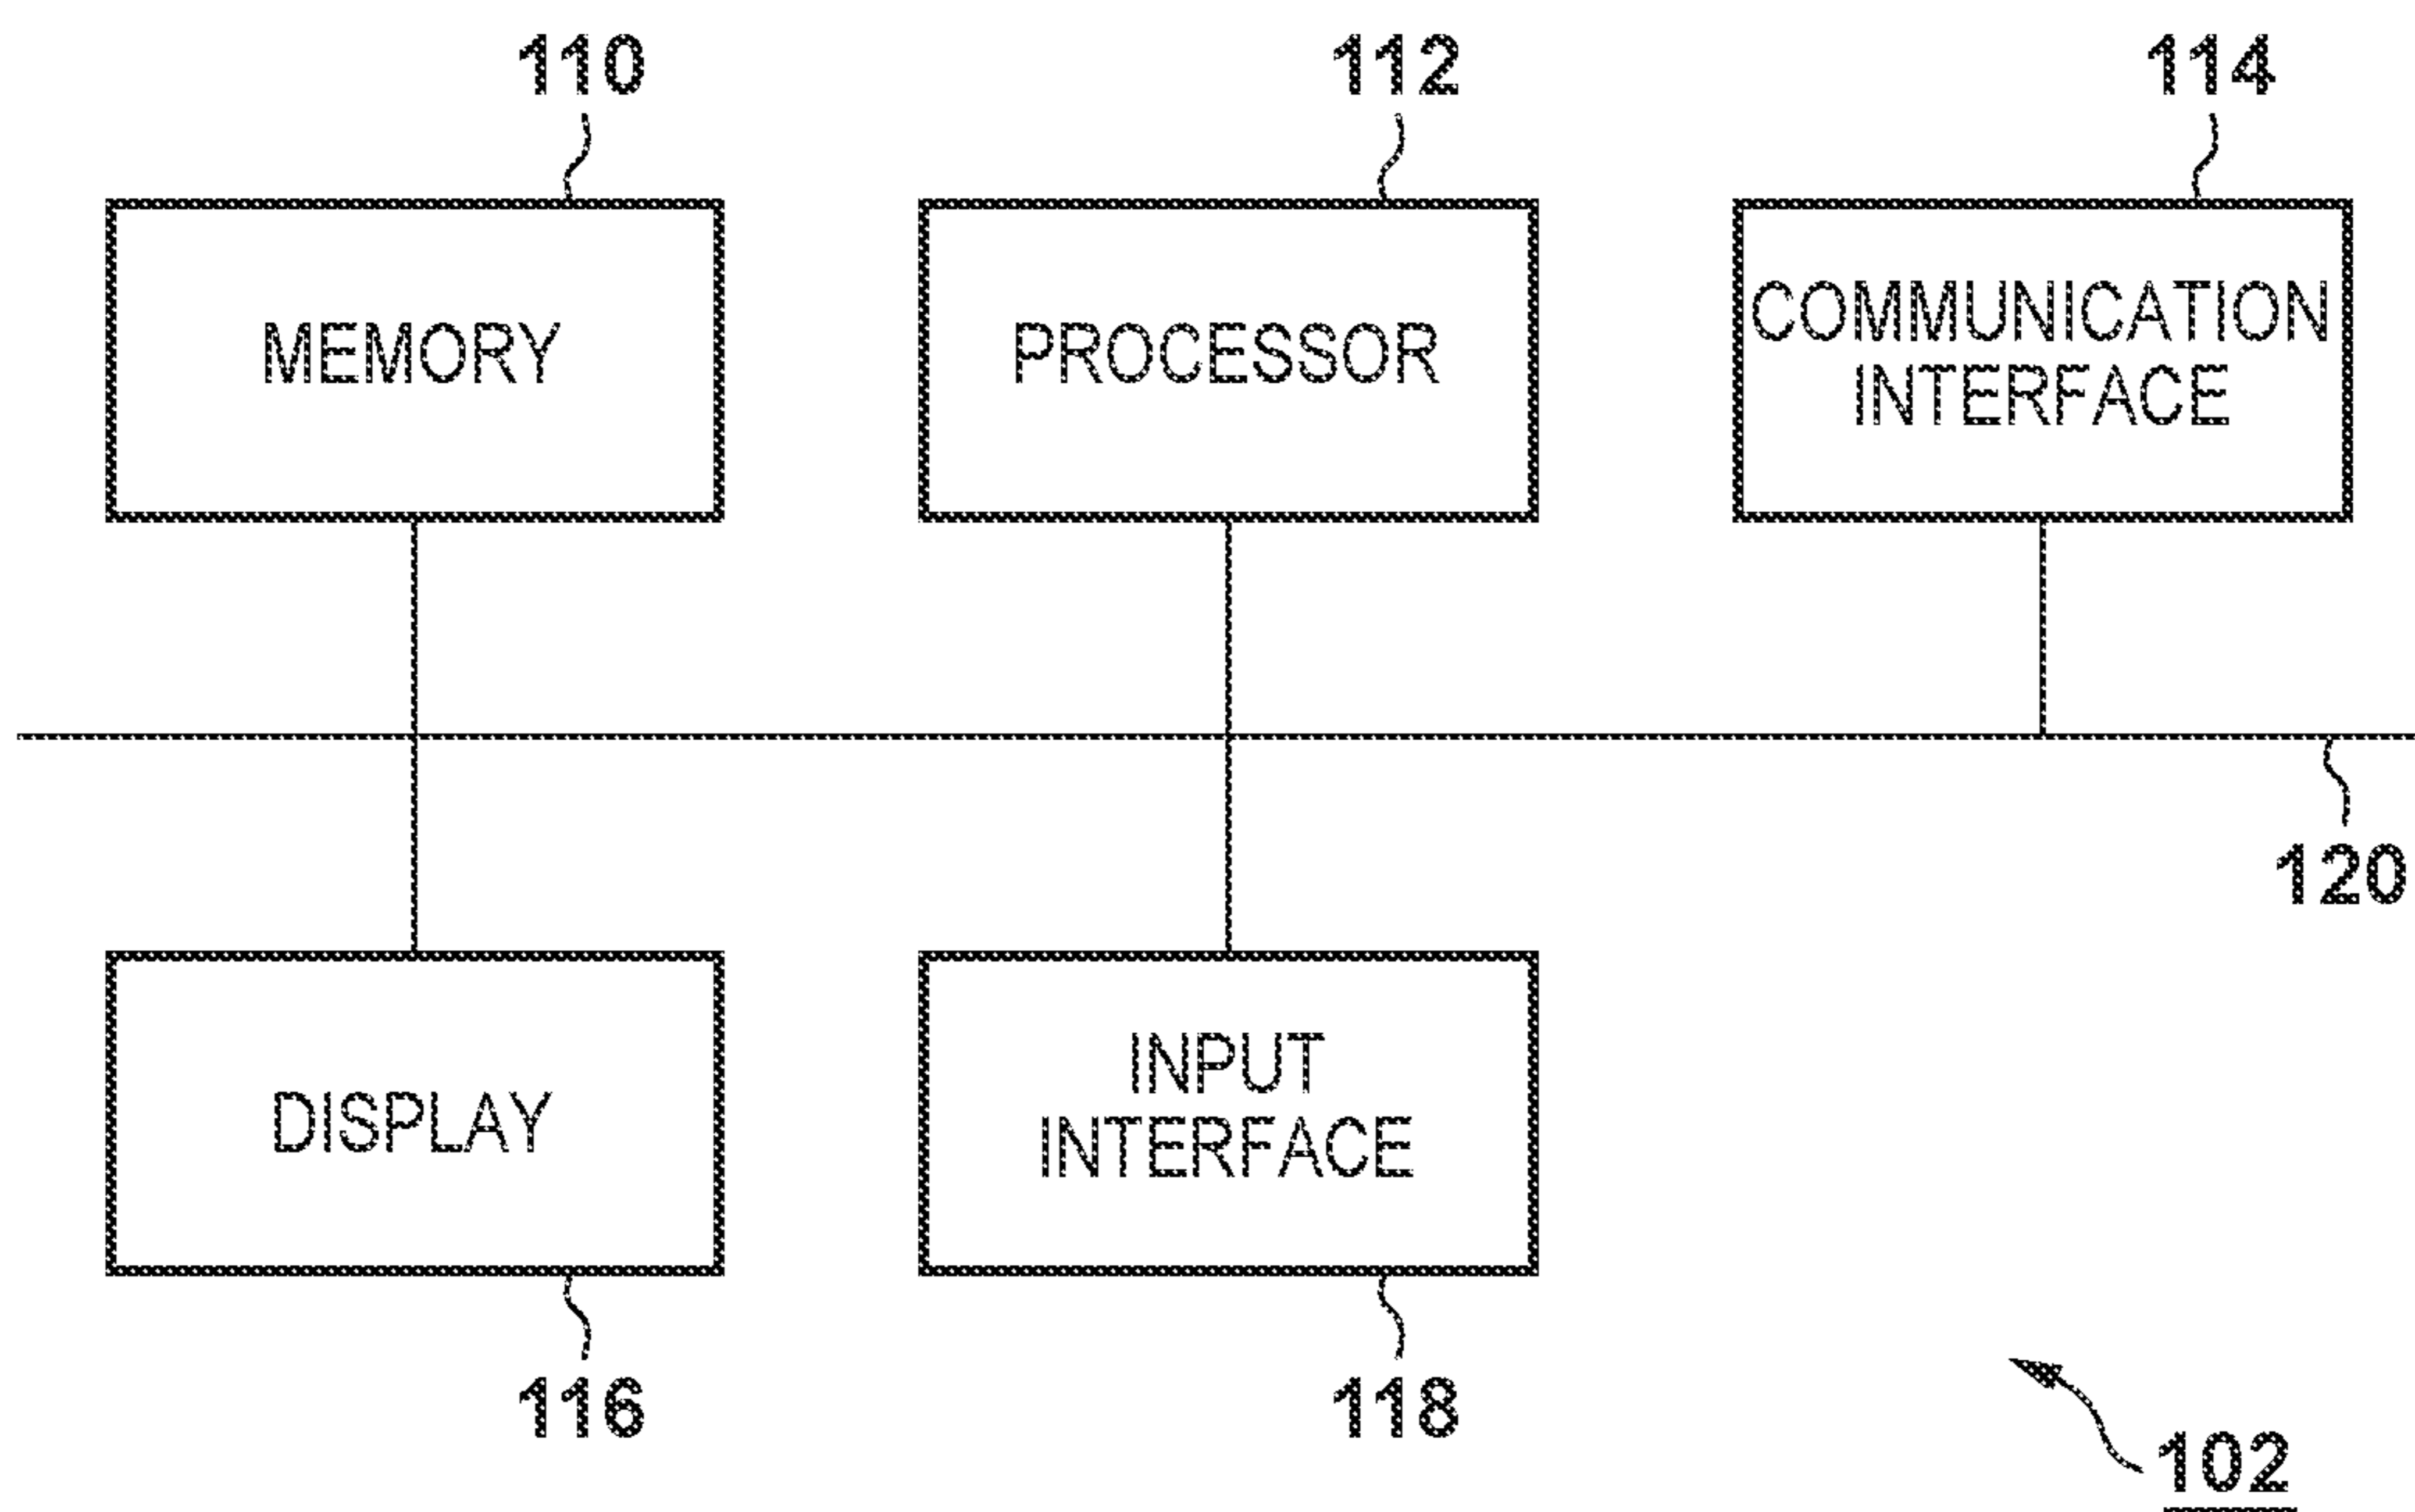 110
112
114
MEMORY
PROCESSOR
COMMUNICATION
INTERFACE
120
DISPLAY
INPUT
INTERFACE
116
118
102